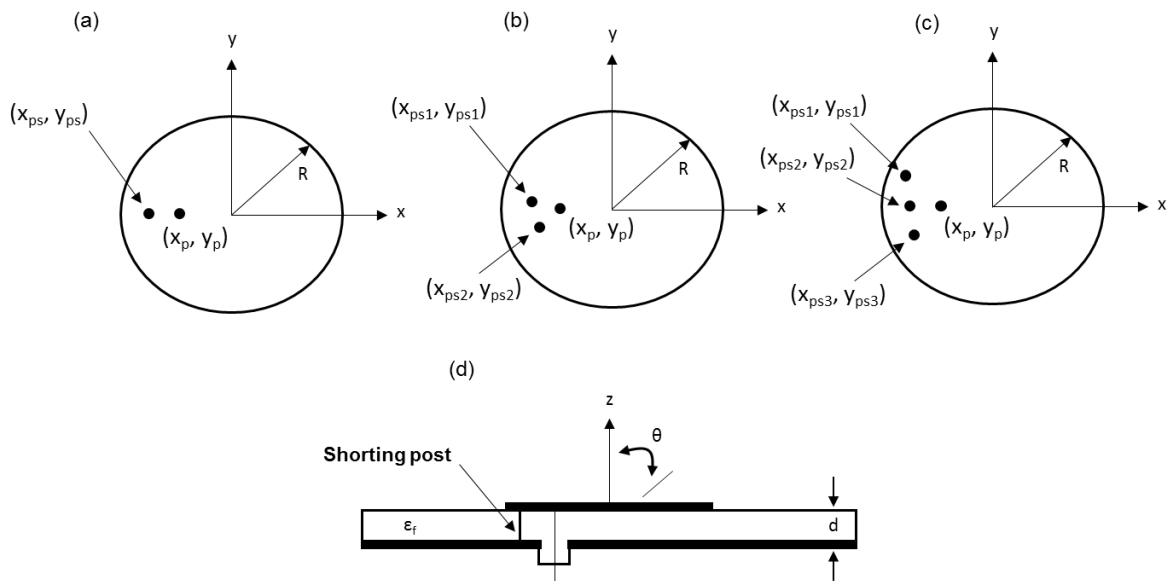 (a)
y
(xps, yps)
R
x
(xp, yp)
(b)
y
(xps1, yps1)
R
x
(xp, yp)
(xps2, yps2)
(c)
y
(xps1, yps1)
(xps2, yps2)
R
x
(xp, yp)
(xps3, yps3)
(d)
z
θ
Shorting post
εf
d